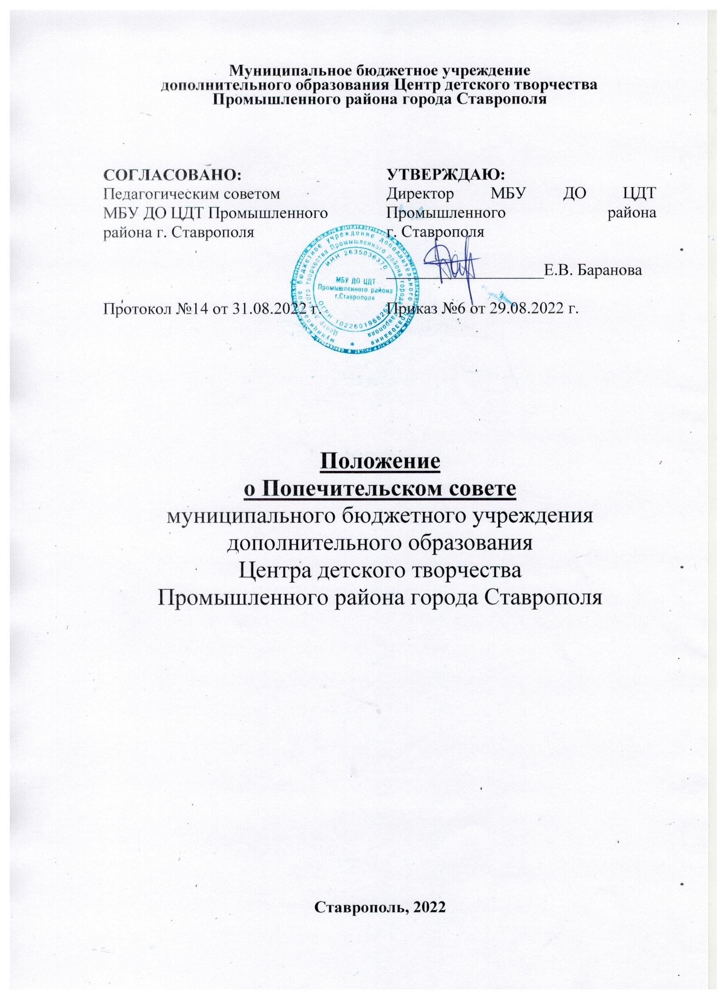 Муниципальное бюджетное учреждение
дополнительного образования Центр детского творчества
Промышленного района города Ставрополя
СОГЛАСОВАНО:
Педагогическим советом
МБУ ДО ЦДТ Промышленного
района г. Ставрополя
Протокол №14 от 31.08.2022 г.
УТВЕРЖДАЮ:
Директор МБУ ДО ЦДТ
Промышленного района
г. Ставрополя
Е.В. Баранова
Приказ №6 от 29.08.2022 г.
муниципальное бюджетное учреждение дополнительного образования
Центр детского творчества Промышленного района города Ставрополя
ИНН 2635036370
МБУ ДО ЦДТ
Промышленного района
г.Ставрополя
ОГРН 1022601968267
Положение
о Попечительском совете
муниципального бюджетного учреждения
дополнительного образования
Центра детского творчества
Промышленного района города Ставрополя
Ставрополь, 2022